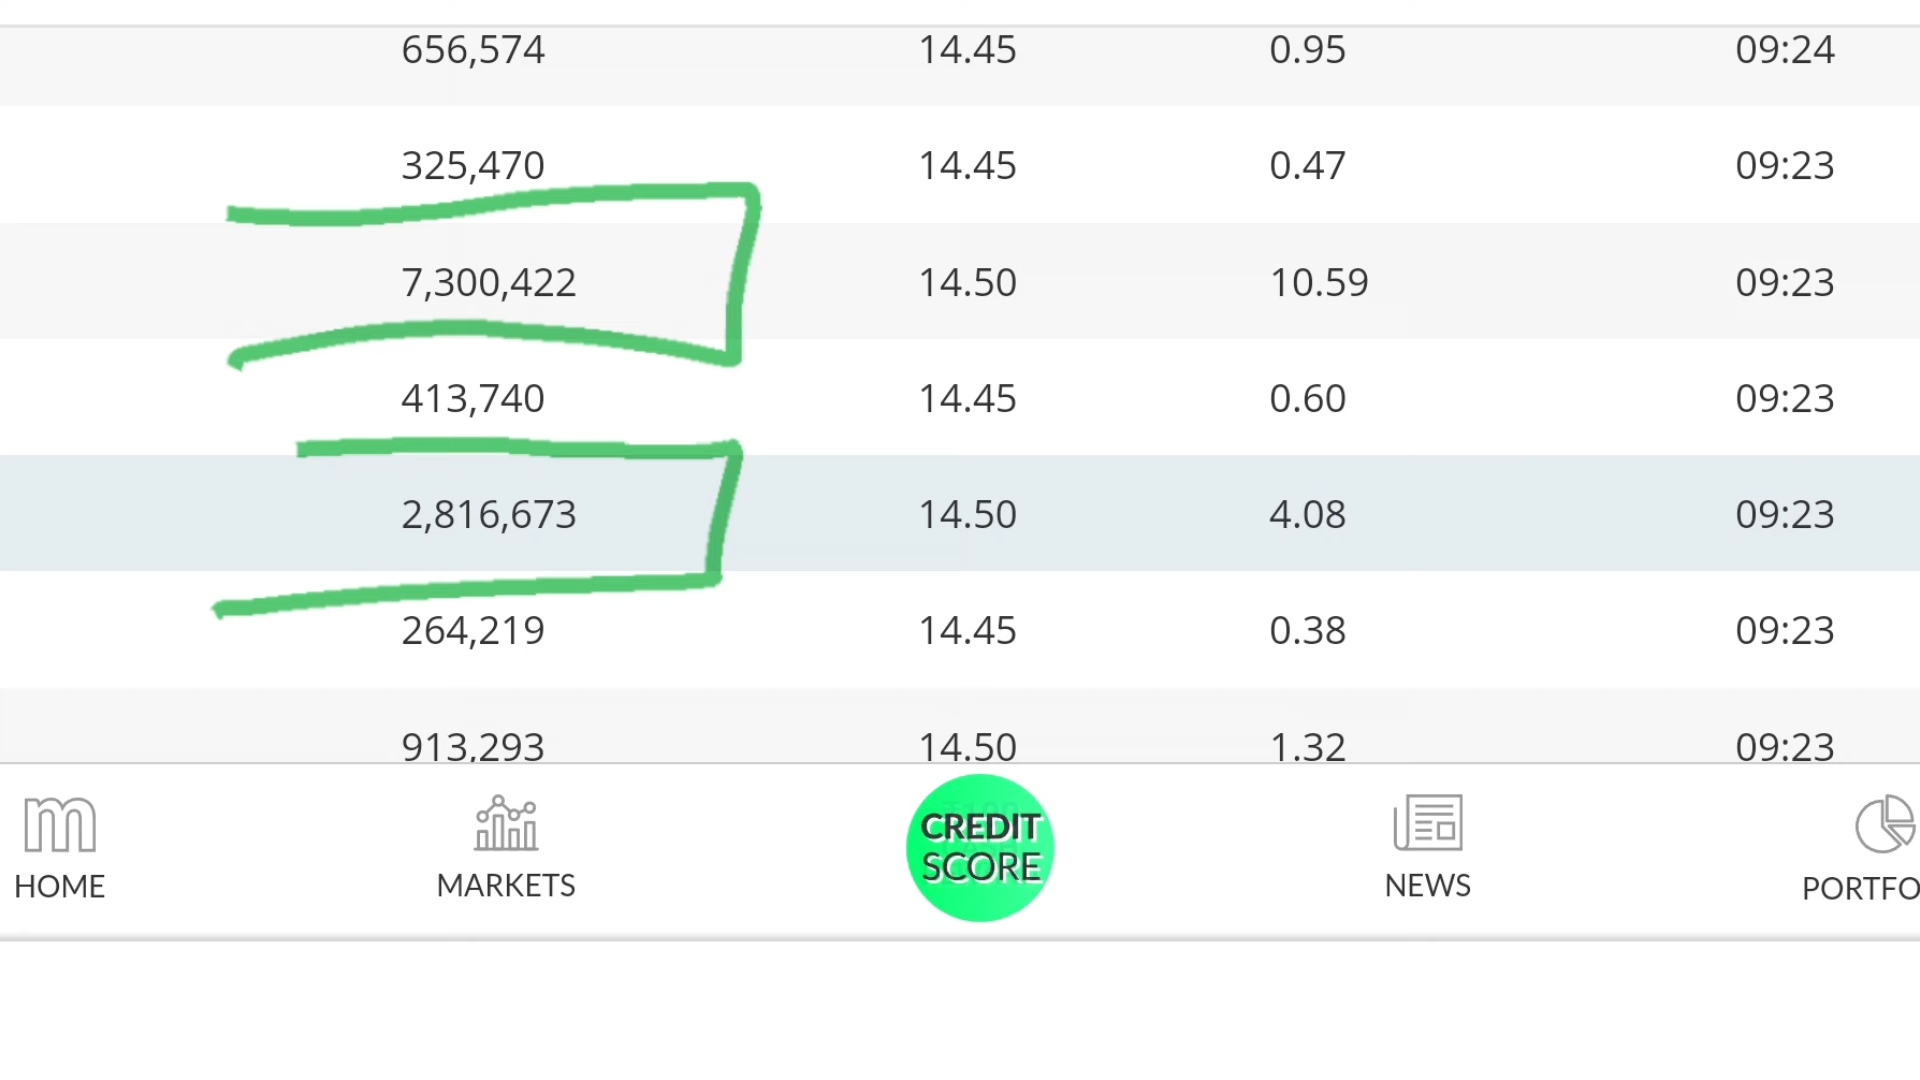 656,574 14.45 0.95 09:24
325,470 14.45 0.47 09:23
7,300,422 14.50 10.59 09:23
413,740 14.45 0.60 09:23
2,816,673 14.50 4.08 09:23
264,219 14.45 0.38 09:23
913,293 14.50 1.32 09:23
m
CREDIT
SCORE
HOME MARKETS NEWS PORTFO